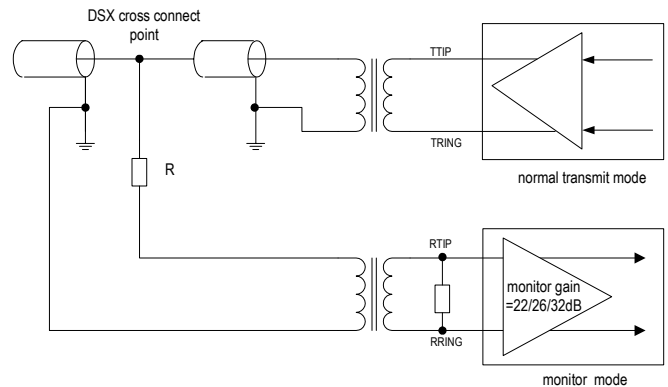 DSX cross connect
point
TTIP
TRING
normal transmit mode
R
RTIP
monitor gain
=22/26/32dB
RRING
monitor mode